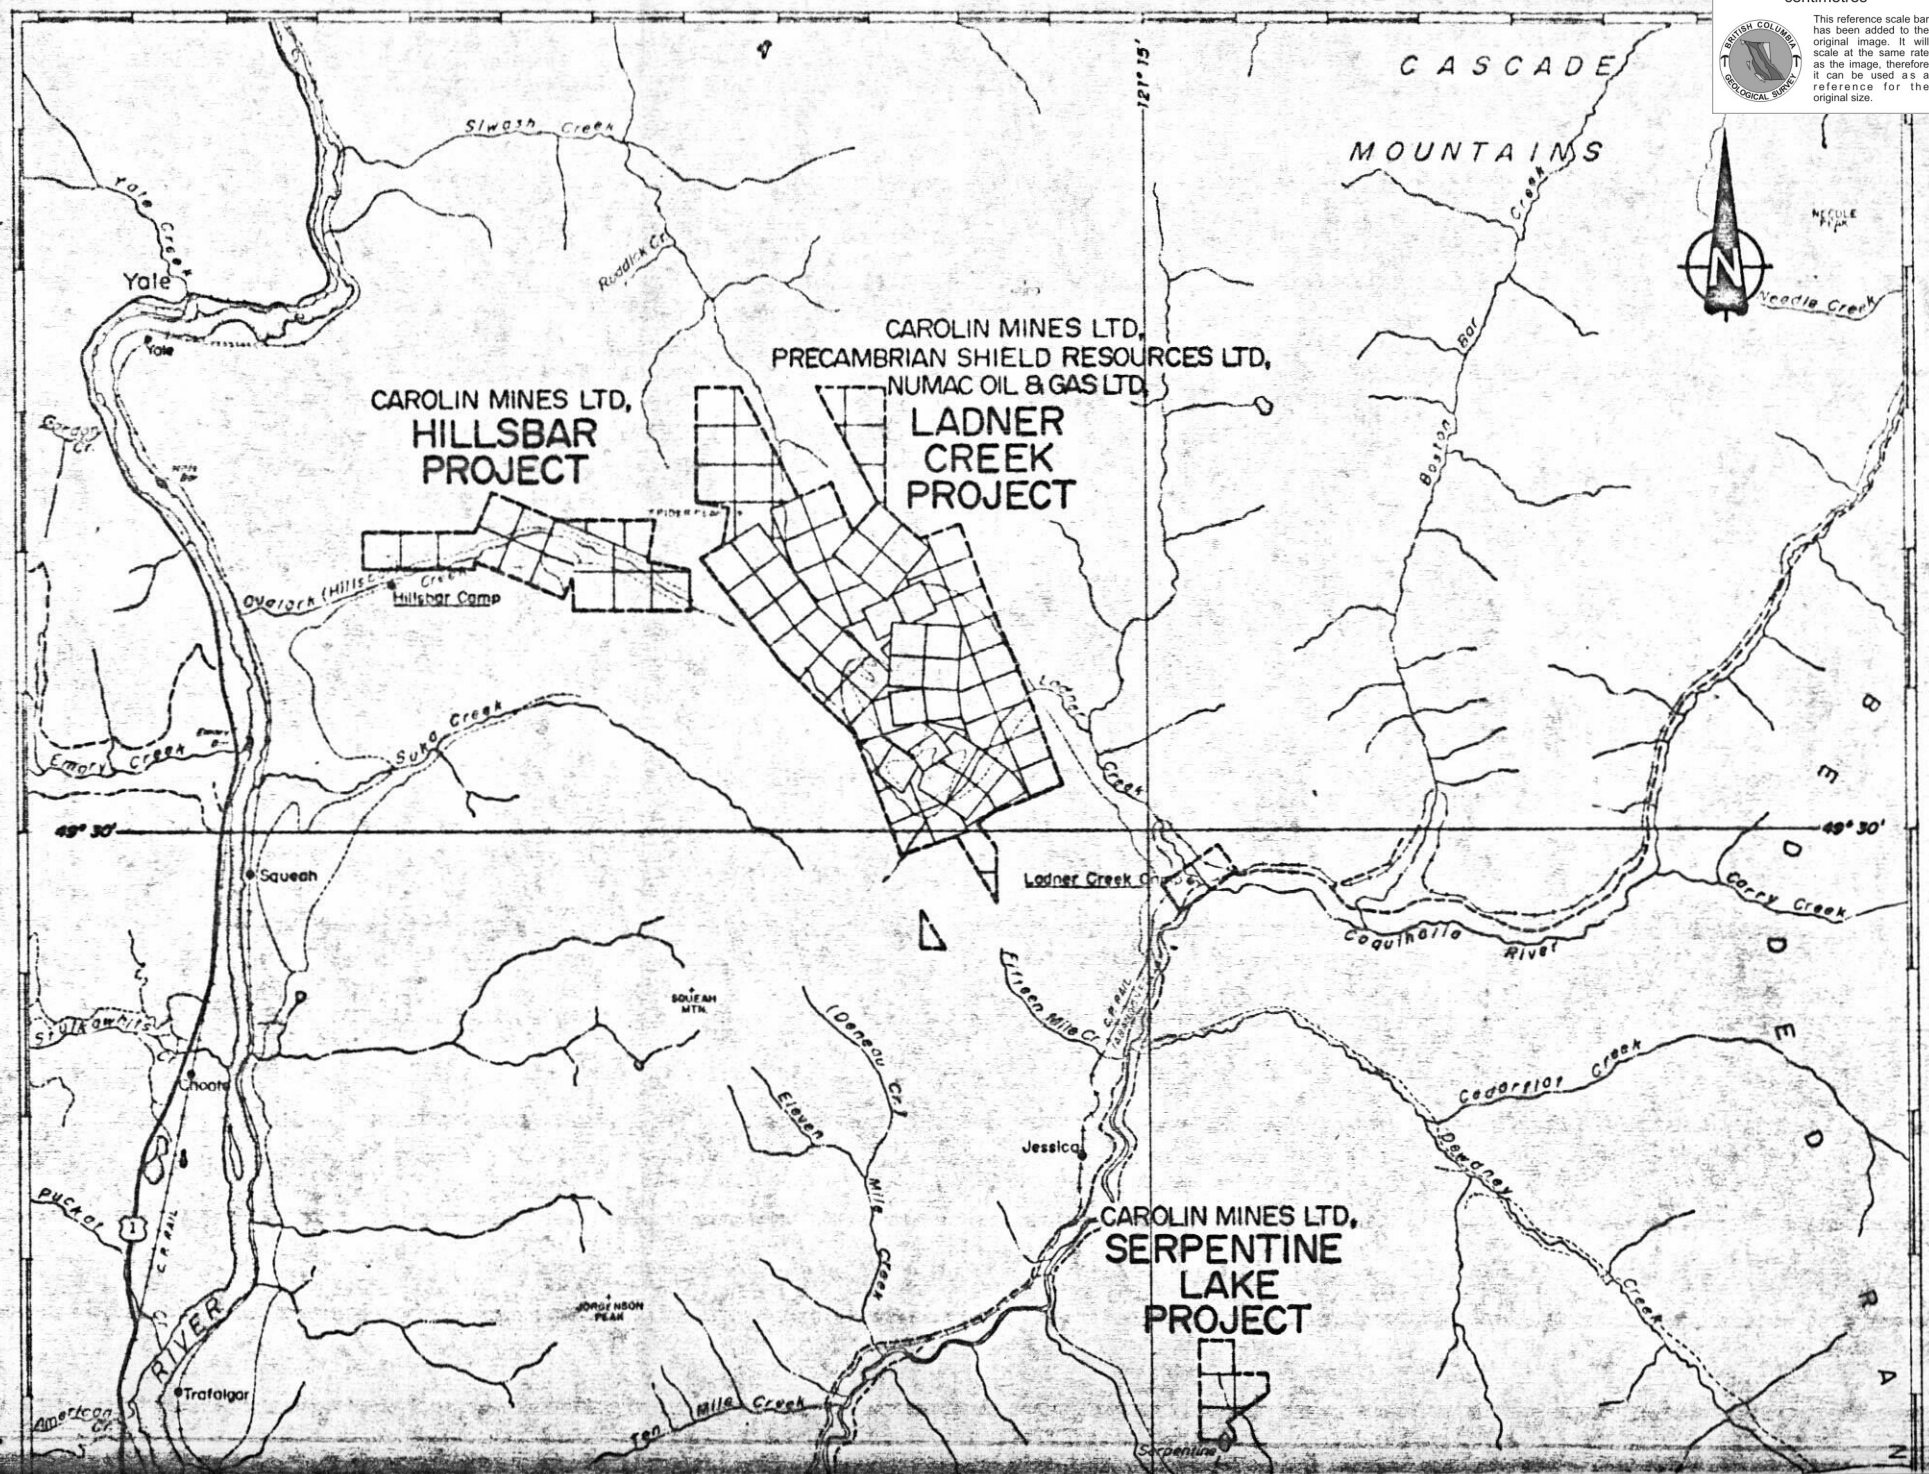 This reference scale bar
has been added to the
original image. It will
scale at the same rate
as the image, therefore
it can be used as a
reference for the
original size.
BRITISH COLUMBIA
GEOLOGICAL SURVEY
121° 15'
CASCADE
MOUNTAINS
Siwash Creek
Yale Creek
Yale
Yale
Ruddick Cr.
N
Needle Creek
Boston Bar Creek
CAROLIN MINES LTD,
PRECAMBRIAN SHIELD RESOURCES LTD,
NUMAC OIL & GAS LTD,
LADNER
CREEK
PROJECT
CAROLIN MINES LTD,
HILLSBAR
PROJECT
Gordon
Cr.
Creek
Hillsbar Camp
Ladner Creek
Emory Creek
Suka Creek
49° 30'
49° 30'
Squeah
Ladner Creek
Carry Creek
Coquihalla River
Fifteen Mile Cr.
C.P. RAIL
SQUEAH
MTN.
(Deneau Cr.)
Stulkawhits
Cr.
Choate
Eleven Mile Creek
Jessica
Cedarflat Creek
Dewdney Creek
Puckat
1
C.P. RAIL
CAROLIN MINES LTD,
SERPENTINE
LAKE
PROJECT
JORGENSON
PEAK
RIVER
Trafalgar
American
Cr.
Ten Mile Creek
Serpentine
B E D D E D R A N